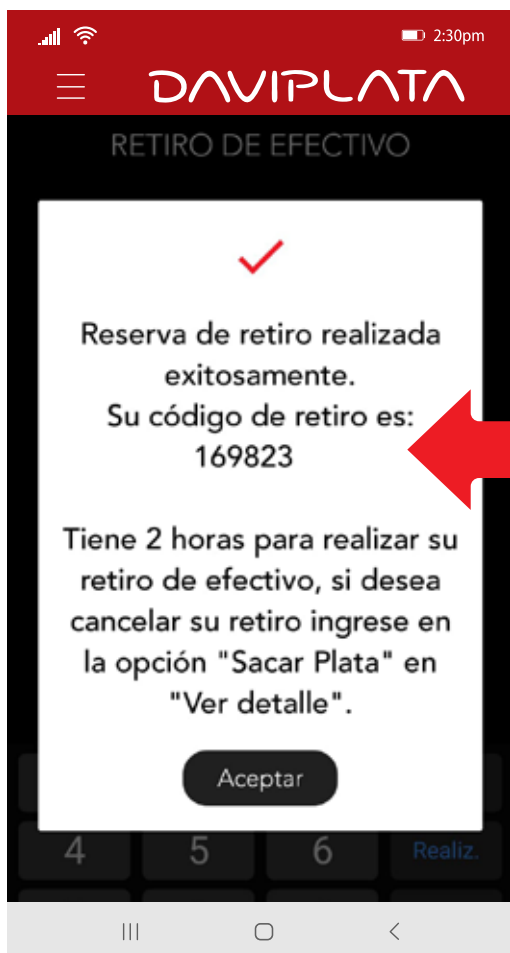 2:30pm
DAVIPLATA
RETIRO DE EFECTIVO
Reserva de retiro realizada
exitosamente.
Su código de retiro es:
169823
Tiene 2 horas para realizar su
retiro de efectivo, si desea
cancelar su retiro ingrese en
la opción "Sacar Plata" en
"Ver detalle".
Aceptar
4 5 6 Realiz.